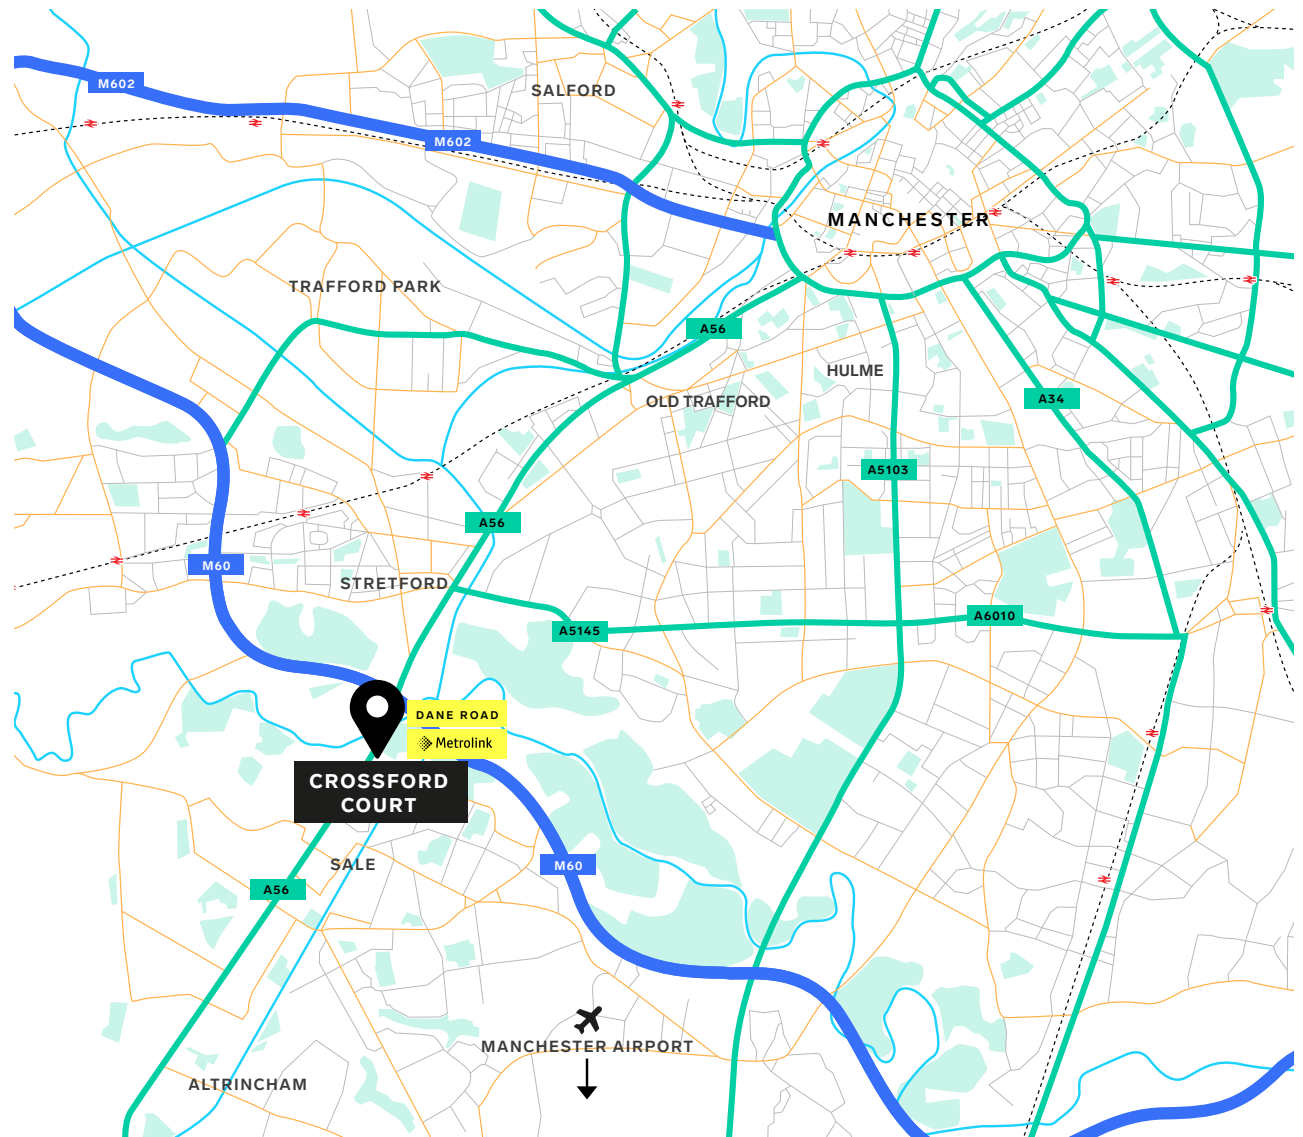 M602
SALFORD
M602
MANCHESTER
TRAFFORD PARK
A56
HULME
OLD TRAFFORD
A34
A5103
A56
M60
STRETFORD
A6010
A5145
DANE ROAD
Metrolink
CROSSFORD
COURT
SALE
M60
A56
MANCHESTER AIRPORT
ALTRINCHAM